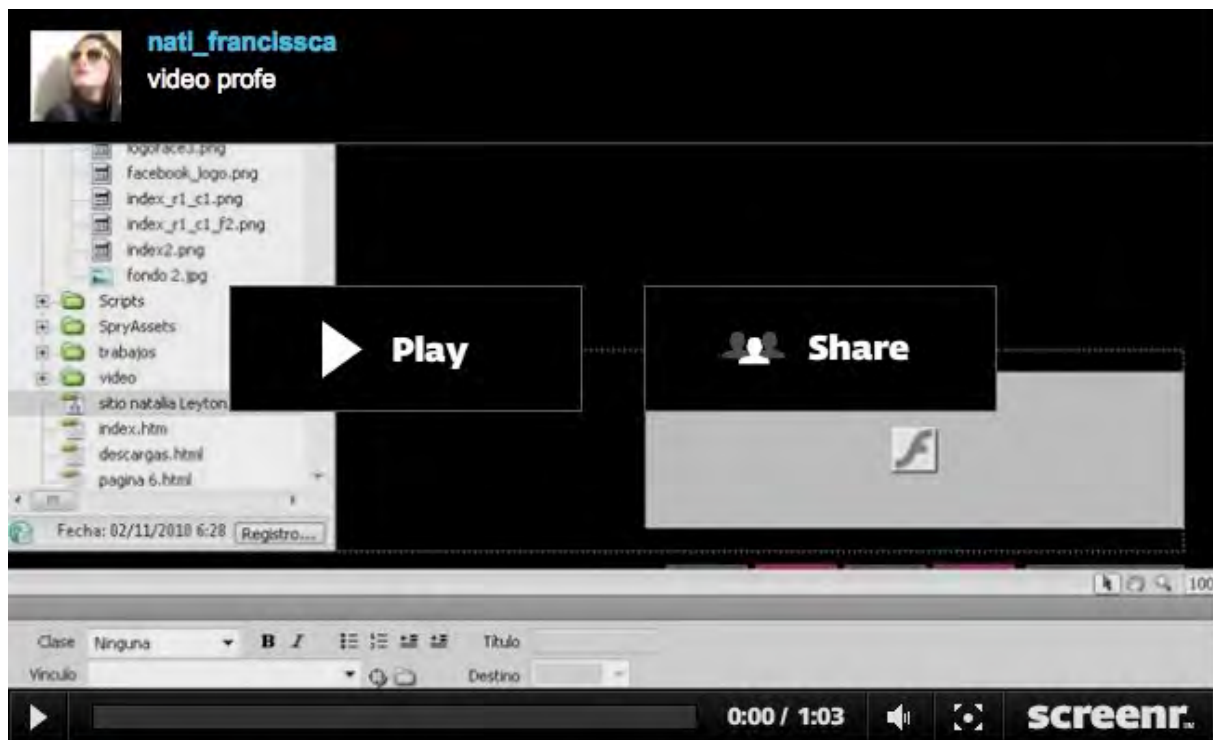 nati_francissca
video profe
logoface3.png
facebook_logo.png
index_r1_c1.png
index_r1_c1_f2.png
index2.png
fondo 2.jpg
Scripts
SpryAssets
trabajos
video
sitio natalia Leyton
index.htm
descargas.html
pagina 6.html
Play
Share
Fecha: 02/11/2010 6:28 Registro...
100
Clase Ninguna B I Título
Vínculo Destino
0:00 / 1:03 screenr